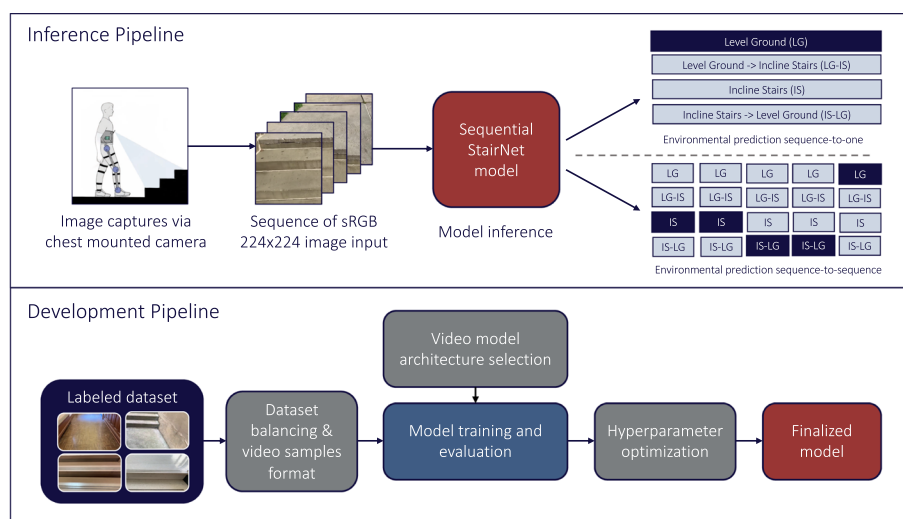 Inference Pipeline
Image captures via
chest mounted camera
Sequence of sRGB
224x224 image input
Sequential
StairNet
model
Model inference
Level Ground (LG)
Level Ground -> Incline Stairs (LG-IS)
Incline Stairs (IS)
Incline Stairs -> Level Ground (IS-LG)
Environmental prediction sequence-to-one
LG LG LG LG LG
LG-IS LG-IS LG-IS LG-IS LG-IS
IS IS IS IS IS
IS-LG IS-LG IS-LG IS-LG IS-LG
Environmental prediction sequence-to-sequence
Development Pipeline
Labeled dataset
Dataset
balancing &
video samples
format
Video model
architecture selection
Model training and
evaluation
Hyperparameter
optimization
Finalized
model